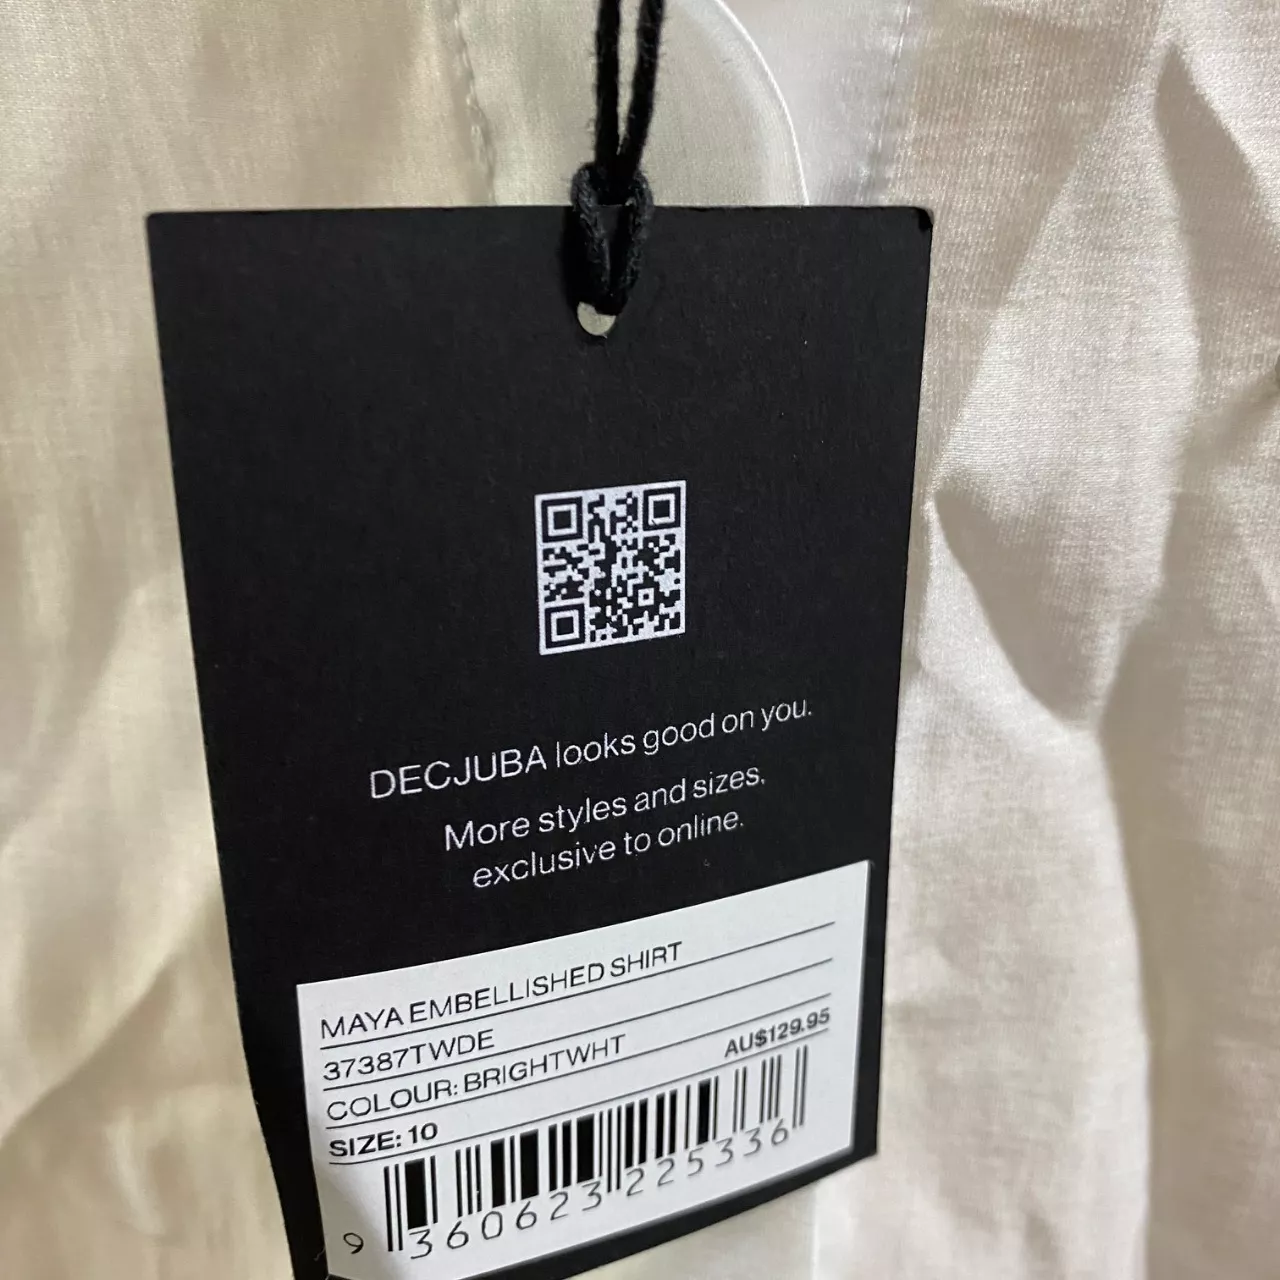 DECJUBA looks good on you.
More styles and sizes,
exclusive to online.
MAYA EMBELLISHED SHIRT
37387TWDE
COLOUR: BRIGHTWHT
AU$129.95
SIZE: 10
9 360623 225336